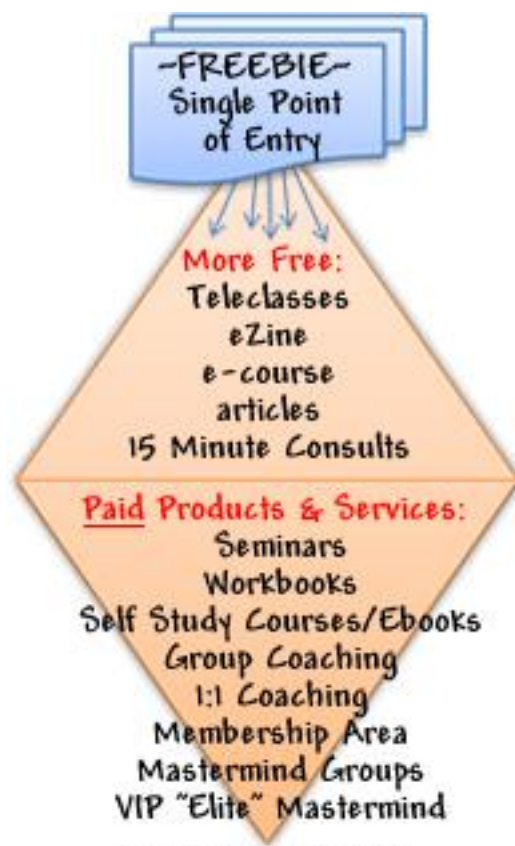 -FREEBIE-
Single Point
of Entry
More Free:
Teleclasses
eZine
e-course
articles
15 Minute Consults
Paid Products & Services:
Seminars
Workbooks
Self Study Courses/Ebooks
Group Coaching
1:1 Coaching
Membership Area
Mastermind Groups
VIP "Elite" Mastermind